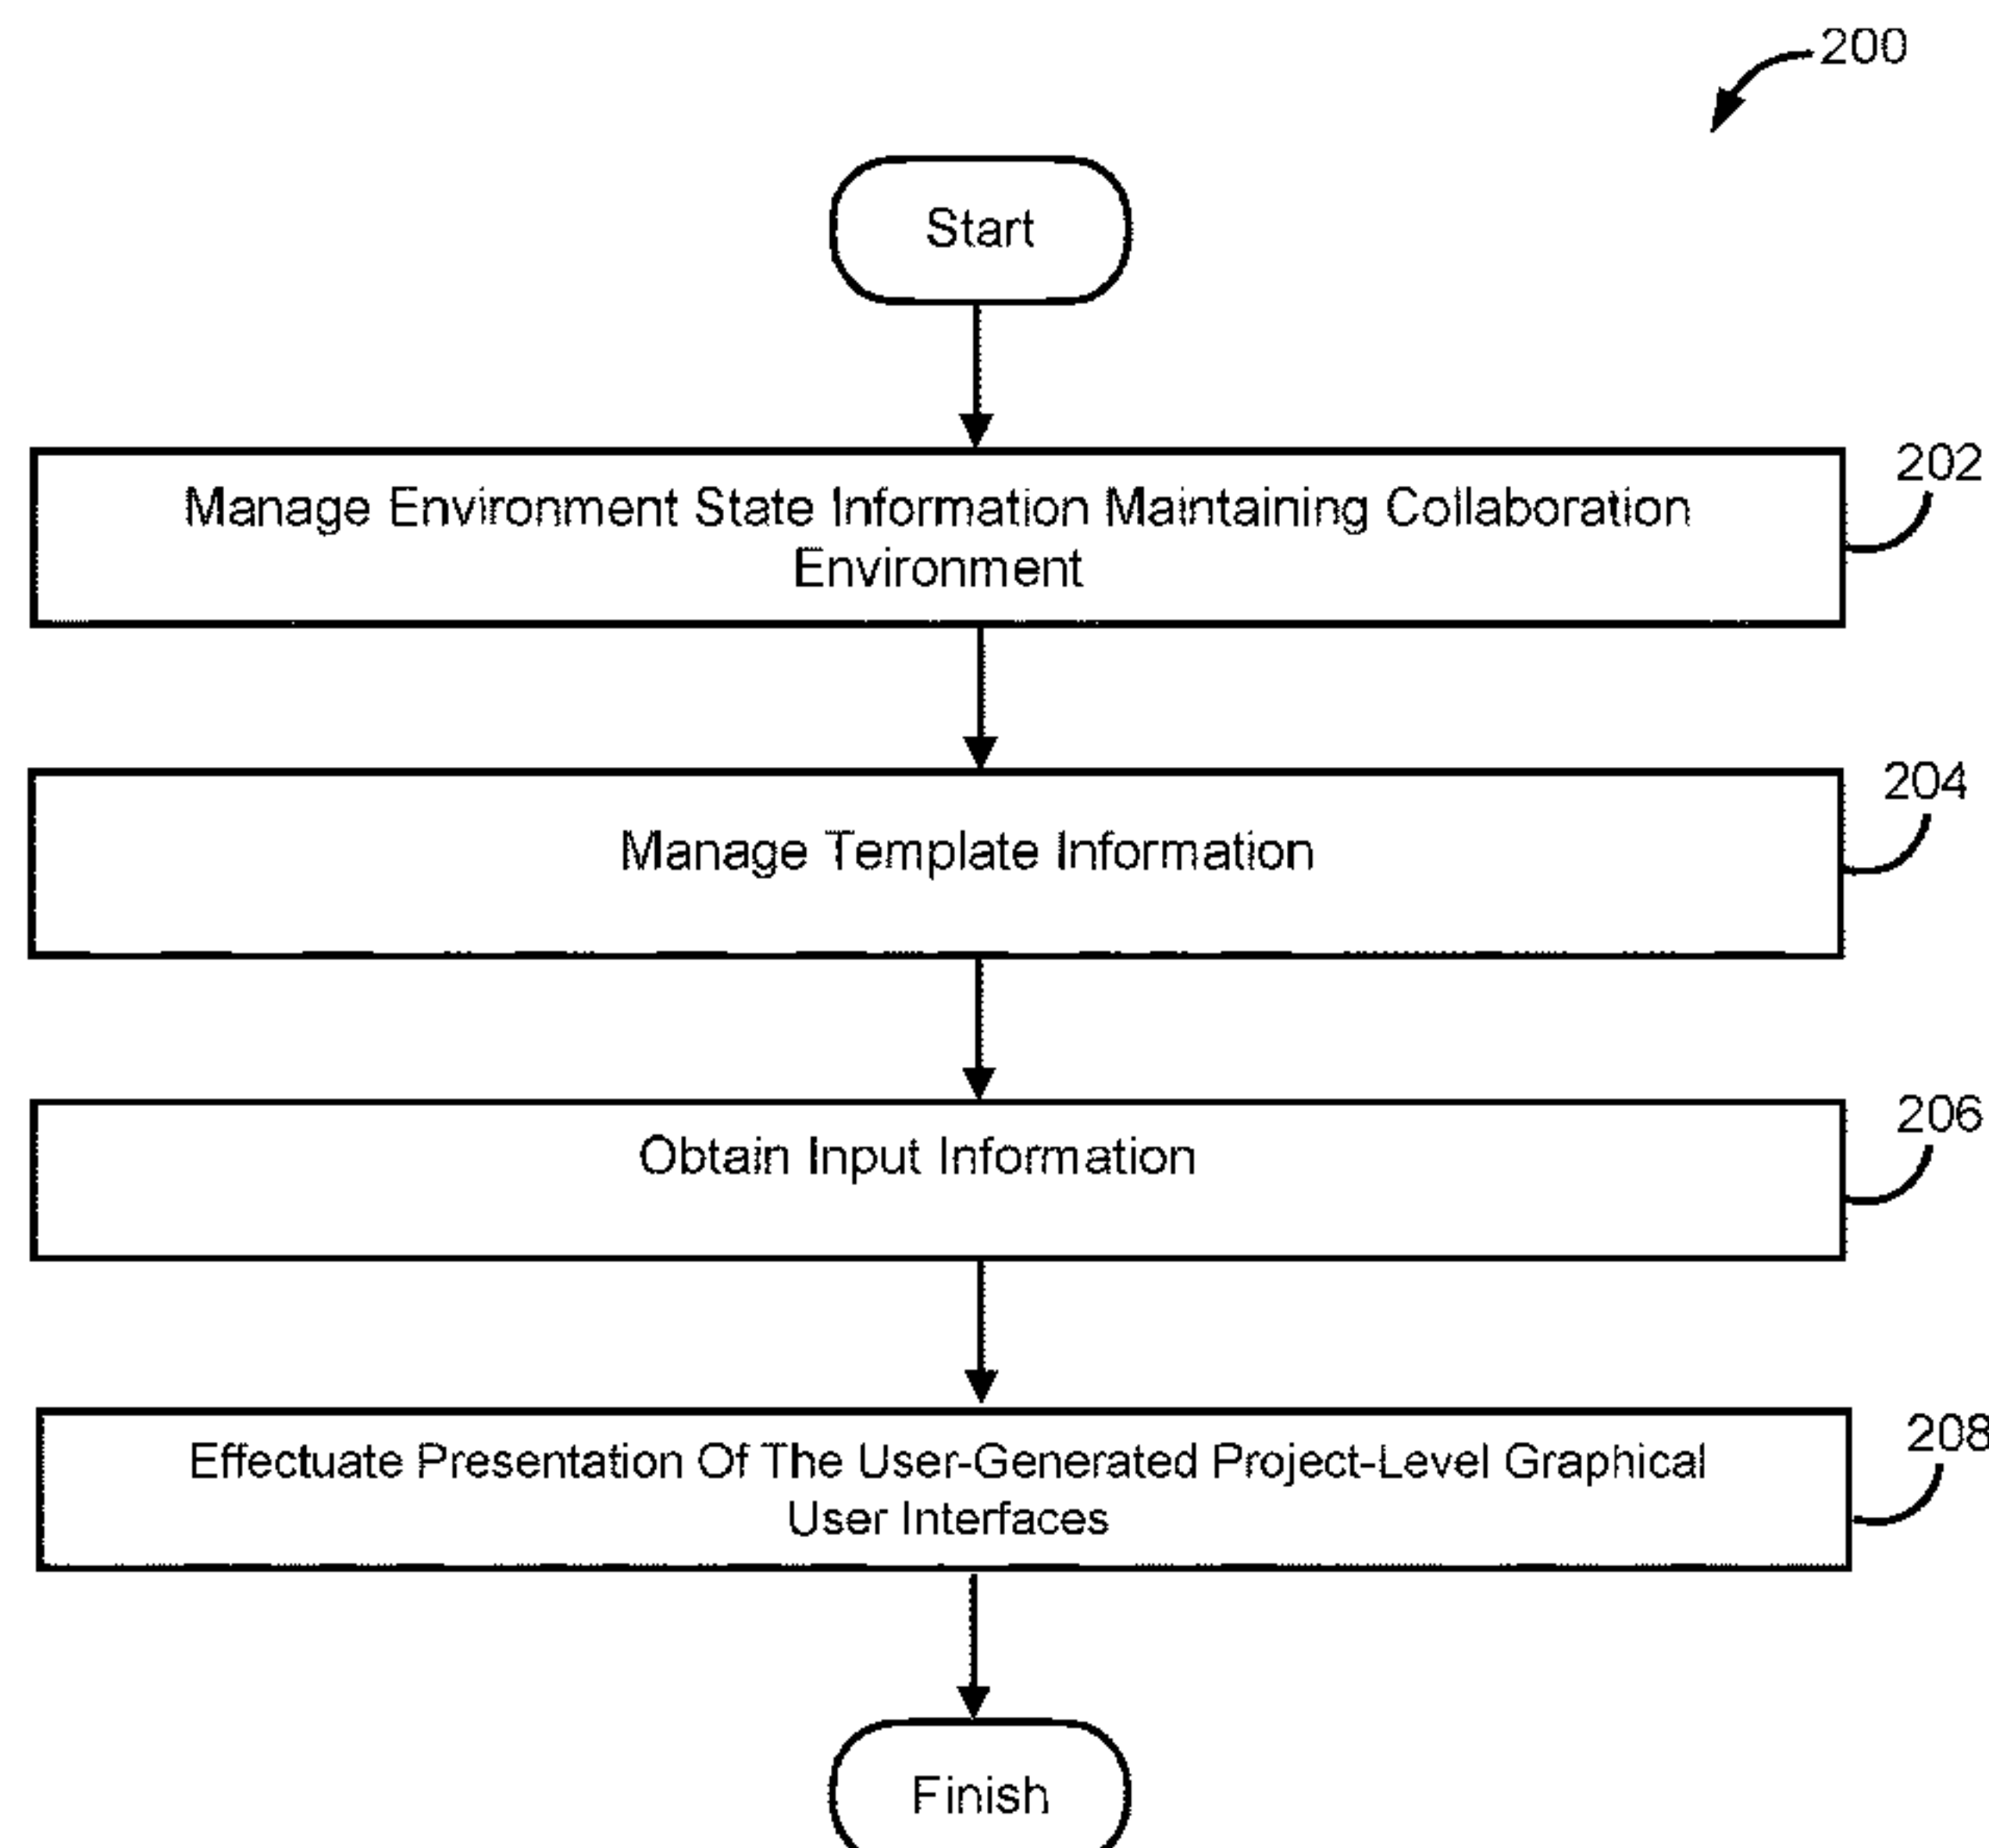 200
Start
202
Manage Environment State Information Maintaining Collaboration
Environment
204
Manage Template Information
206
Obtain Input Information
208
Effectuate Presentation Of The User-Generated Project-Level Graphical
User Interfaces
Finish